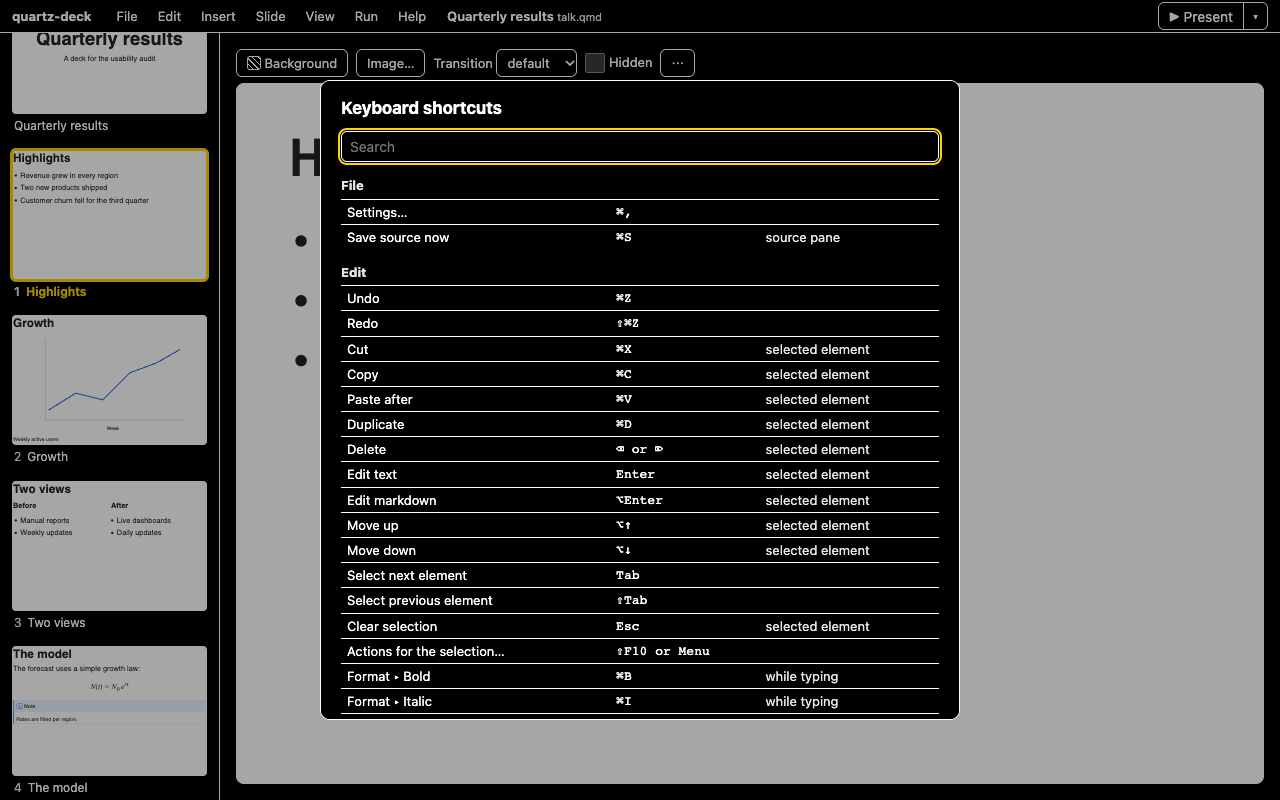 quartz-deck File Edit Insert Slide View Run Help Quarterly results talk.qmd ▶ Present ▾
Quarterly results
A deck for the usability audit
Quarterly results
Highlights
• Revenue grew in every region
• Two new products shipped
• Customer churn fell for the third quarter
1 Highlights
Growth
Week
Weekly active users
2 Growth
Two views
Before After
• Manual reports • Live dashboards
• Weekly updates • Daily updates
3 Two views
The model
The forecast uses a simple growth law:
N(t) = N₀ eʳᵗ
Note
Rates are fitted per region.
4 The model
Background Image... Transition default Hidden ···
H
Keyboard shortcuts
Search
File
Settings... ⌘,
Save source now ⌘S source pane
Edit
Undo ⌘Z
Redo ⇧⌘Z
Cut ⌘X selected element
Copy ⌘C selected element
Paste after ⌘V selected element
Duplicate ⌘D selected element
Delete ⌫ or ⌦ selected element
Edit text Enter selected element
Edit markdown ⌥Enter selected element
Move up ⌥↑ selected element
Move down ⌥↓ selected element
Select next element Tab
Select previous element ⇧Tab
Clear selection Esc selected element
Actions for the selection... ⇧F10 or Menu
Format ▸ Bold ⌘B while typing
Format ▸ Italic ⌘I while typing